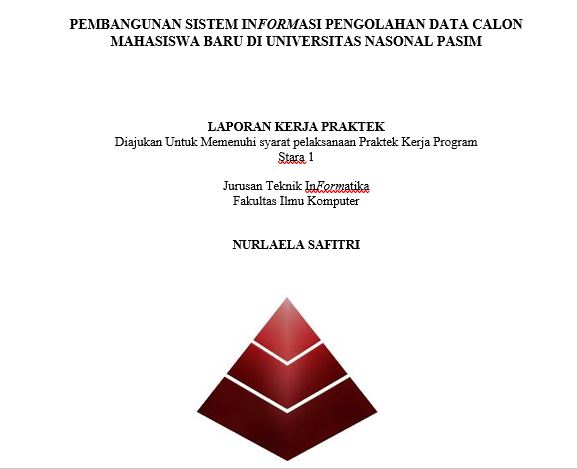 PEMBANGUNAN SISTEM INFORMASI PENGOLAHAN DATA CALON
MAHASISWA BARU DI UNIVERSITAS NASONAL PASIM
LAPORAN KERJA PRAKTEK
Diajukan Untuk Memenuhi syarat pelaksanaan Praktek Kerja Program
Stara 1
Jurusan Teknik InFormatika
Fakultas Ilmu Komputer
NURLAELA SAFITRI